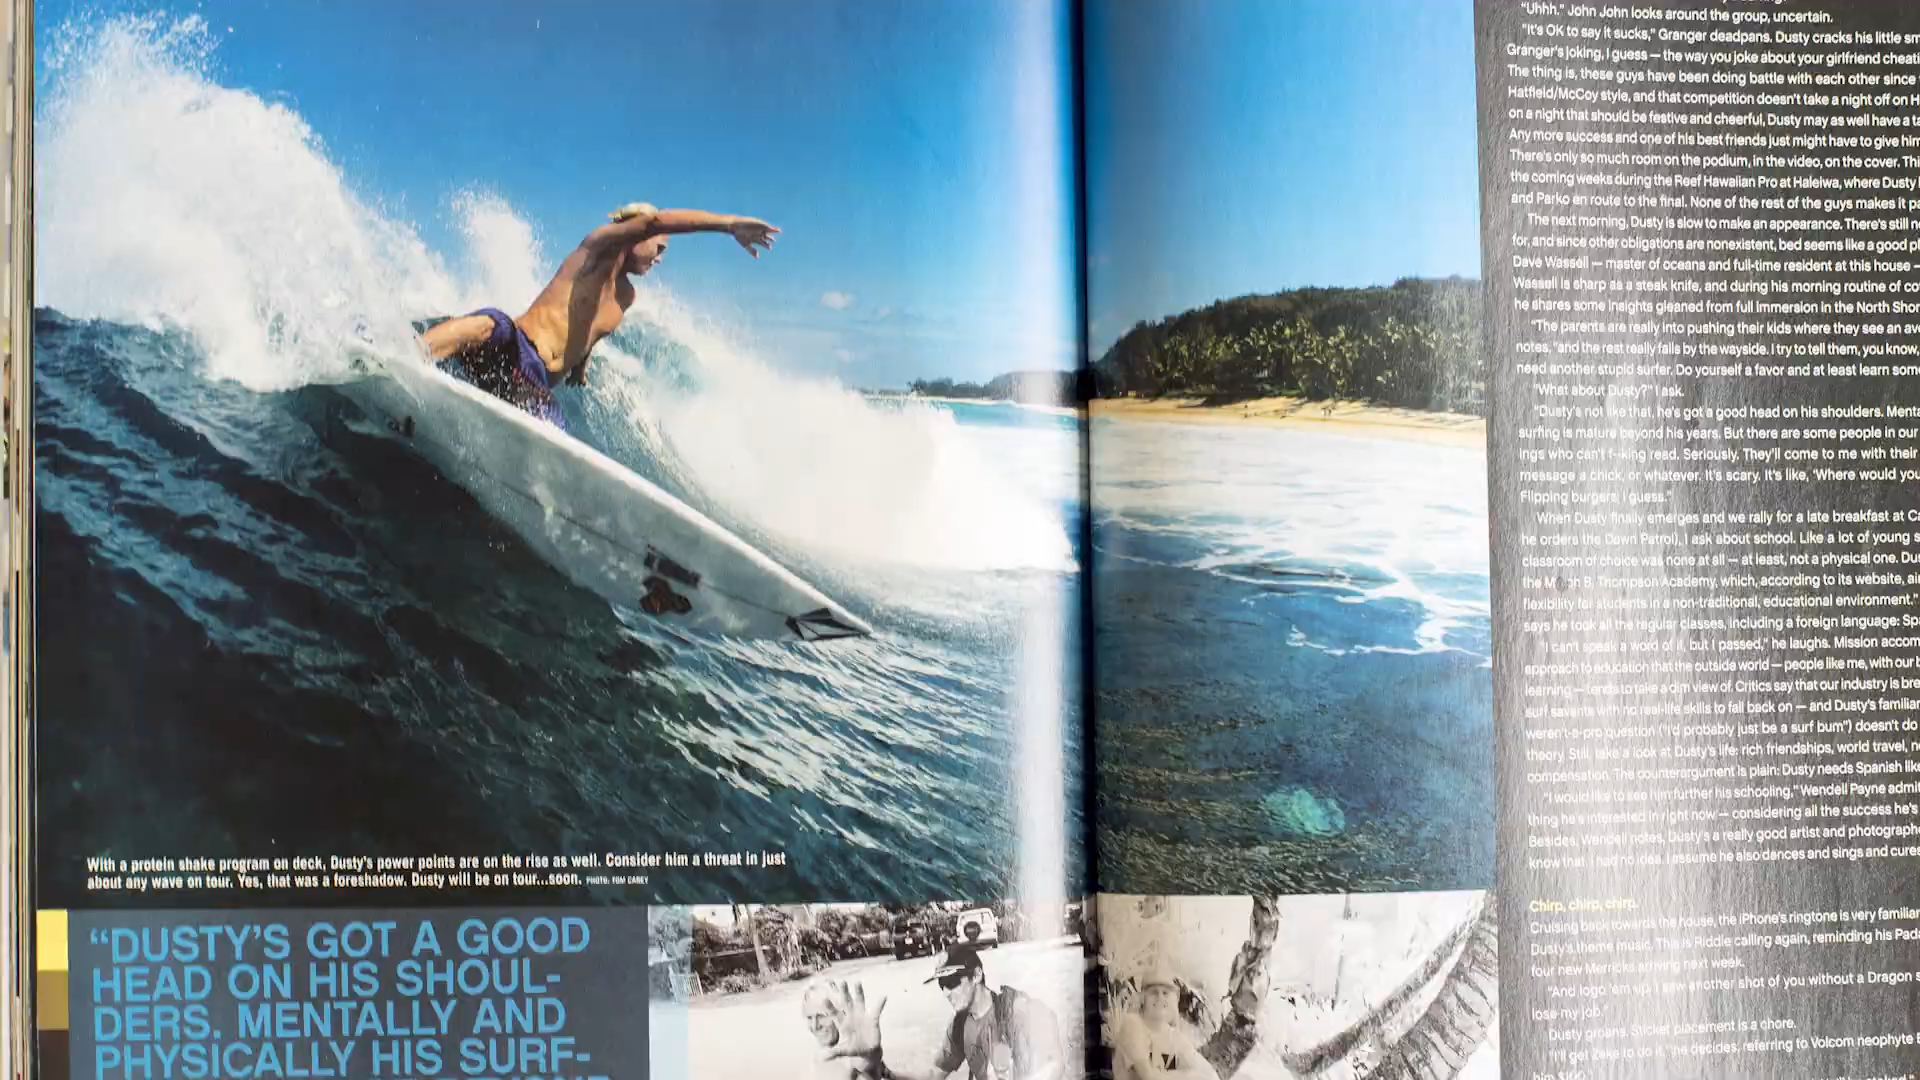 With a protein shake program on deck, Dusty's power points are on the rise as well. Consider him a threat in just
about any wave on tour. Yes, that was a foreshadow. Dusty will be on tour...soon. PHOTO: TOM CAREY
“DUSTY’S GOT A GOOD
HEAD ON HIS SHOUL-
DERS. MENTALLY AND
PHYSICALLY HIS SURF-
"Uhhh." John John looks around the group, uncertain.
"It's OK to say it sucks," Granger deadpans. Dusty cracks his little
Granger's joking, I guess — the way you joke about your girlfriend
The thing is, these guys have been doing battle with each other since
Hatfield/McCoy style, and that competition doesn't take a night off on
on a night that should be festive and cheerful, Dusty may as well have a
Any more success and one of his best friends just might have to give him
There's only so much room on the podium, in the video, on the cover.
the coming weeks during the Reef Hawaiian Pro at Haleiwa, where Dusty
and Parko en route to the final. None of the rest of the guys makes it
The next morning, Dusty is slow to make an appearance. There's still
for, and since other obligations are nonexistent, bed seems like a good
Dave Wassell — master of oceans and full-time resident at this house —
Wassell is sharp as a steak knife, and during his morning routine of
he shares some insights gleaned from full immersion in the North
"The parents are really into pushing their kids where they see an
notes, "and the rest really falls by the wayside. I try to tell them, you know,
need another stupid surfer. Do yourself a favor and at least learn
"What about Dusty?" I ask.
"Dusty's not like that, he's got a good head on his shoulders.
surfing is mature beyond his years. But there are some people in our
ings who can't f--king read. Seriously. They'll come to me with their
message a chick, or whatever. It's scary. It's like, 'Where would you
Flipping burgers, I guess."
When Dusty finally emerges and we rally for a late breakfast at
he orders the Dawn Patrol), I ask about school. Like a lot of young
classroom of choice was none at all — at least, not a physical one.
the B. Thompson Academy, which, according to its website,
flexibility for students in a non-traditional, educational environment."
says he took all the regular classes, including a foreign language:
"I can't speak a word of it, but I passed," he laughs. Mission
approach to education that the outside world — people like me, with our
learning — tends to take a dim view of. Critics say that our industry is
surf savants with no real-life skills to fall back on — and Dusty's
weren't-a-pro question ("I'd probably just be a surf bum") doesn't do
theory. Still, take a look at Dusty's life: rich friendships, world travel,
compensation. The counterargument is plain: Dusty needs Spanish like
"I would like to see him further his schooling," Wendell Payne
thing he's interested in right now — considering all the success he's
Besides, Wendell notes, Dusty's a really good artist and
know that. I had no idea. I assume he also dances and sings and cures
Chirp, chirp, chirp.
Cruising back towards the house, the iPhone's ringtone is very
Dusty's theme music. This is Riddle calling again, reminding his
four new Merricks arriving next week.
"And logo 'em up. I saw another shot of you without a Dragon
lose my job."
Dusty groans. Sticker placement is a chore.
"I'll get Zeke to do it," he decides, referring to Volcom neophyte
him $100